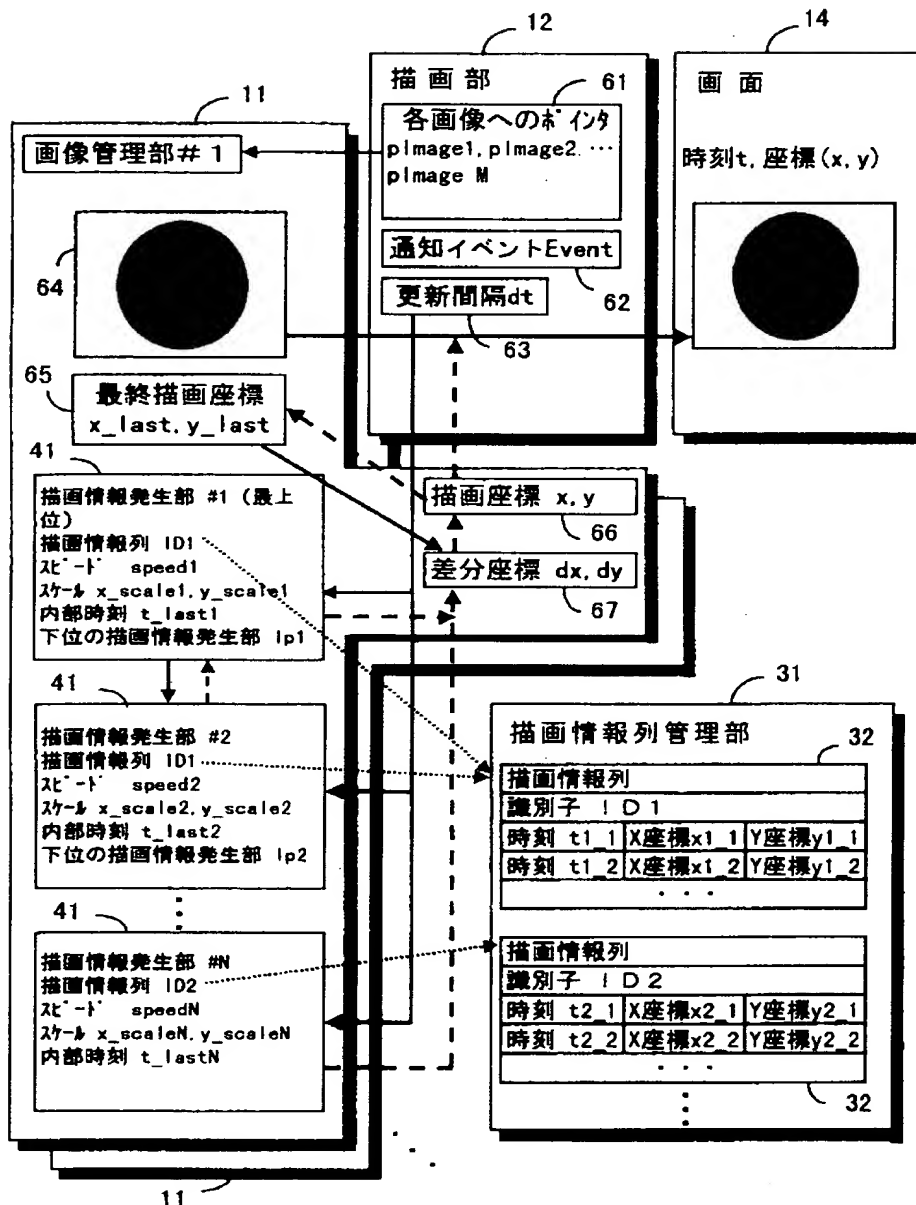 12
14
描画部
61
各画像へのポインタ
pImage1, pImage2. …
pImage M
通知イベントEvent
62
更新間隔dt
63
画面
時刻t, 座標(x, y)
11
画像管理部#1
64
65
最終描画座標
x_last, y_last
描画座標 x, y
66
差分座標 dx, dy
67
41
描画情報発生部 #1 (最上
位)
描画情報列 ID1
スピード speed1
スケール x_scale1, y_scale1
内部時刻 t_last1
下位の描画情報発生部 lp1
41
描画情報発生部 #2
描画情報列 ID1
スピード speed2
スケール x_scale2, y_scale2
内部時刻 t_last2
下位の描画情報発生部 lp2
41
描画情報発生部 #N
描画情報列 ID2
スピード speedN
スケール x_scaleN, y_scaleN
内部時刻 t_lastN
11
31
描画情報列管理部
32
描画情報列
識別子 ID1
時刻 t1_1 X座標x1_1 Y座標y1_1
時刻 t1_2 X座標x1_2 Y座標y1_2
・・・
描画情報列
識別子 ID2
時刻 t2_1 X座標x2_1 Y座標y2_1
時刻 t2_2 X座標x2_2 Y座標y2_2
・・・
32